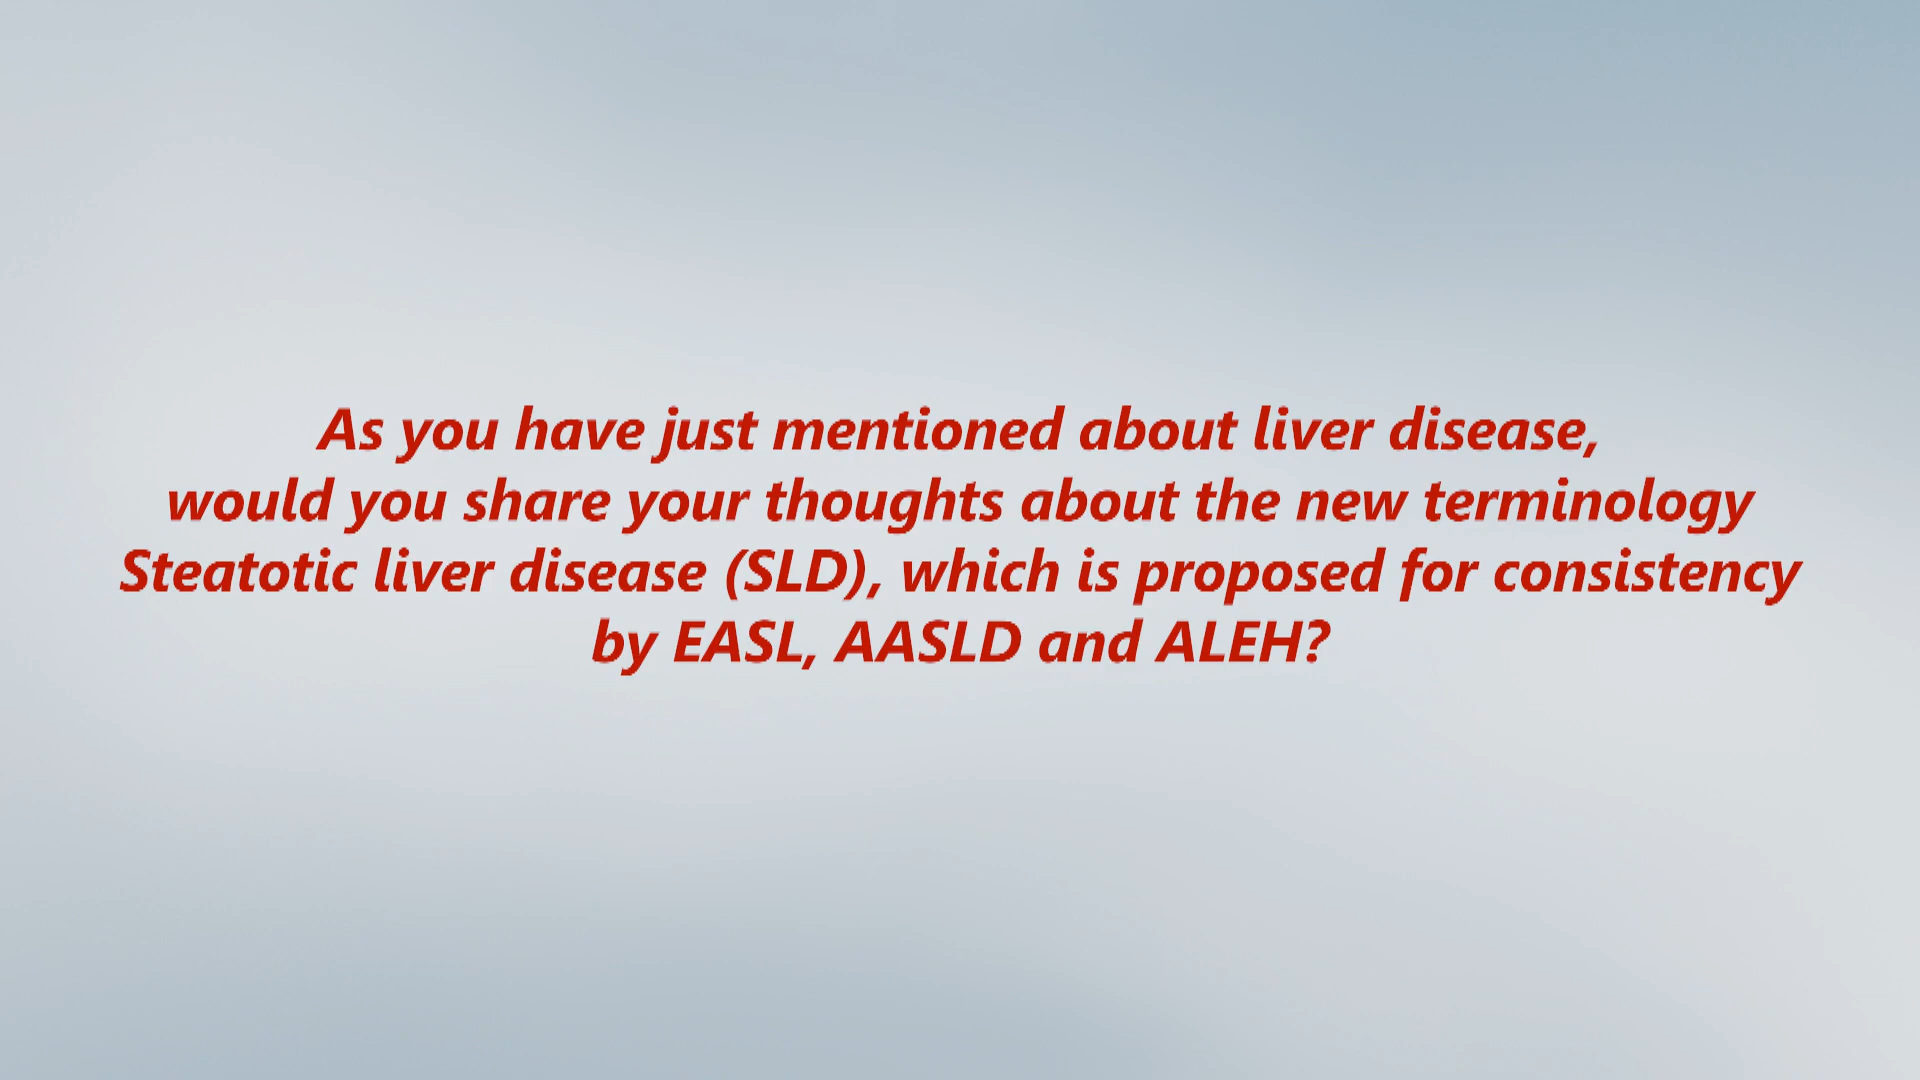 As you have just mentioned about liver disease,
would you share your thoughts about the new terminology
Steatotic liver disease (SLD), which is proposed for consistency
by EASL, AASLD and ALEH?